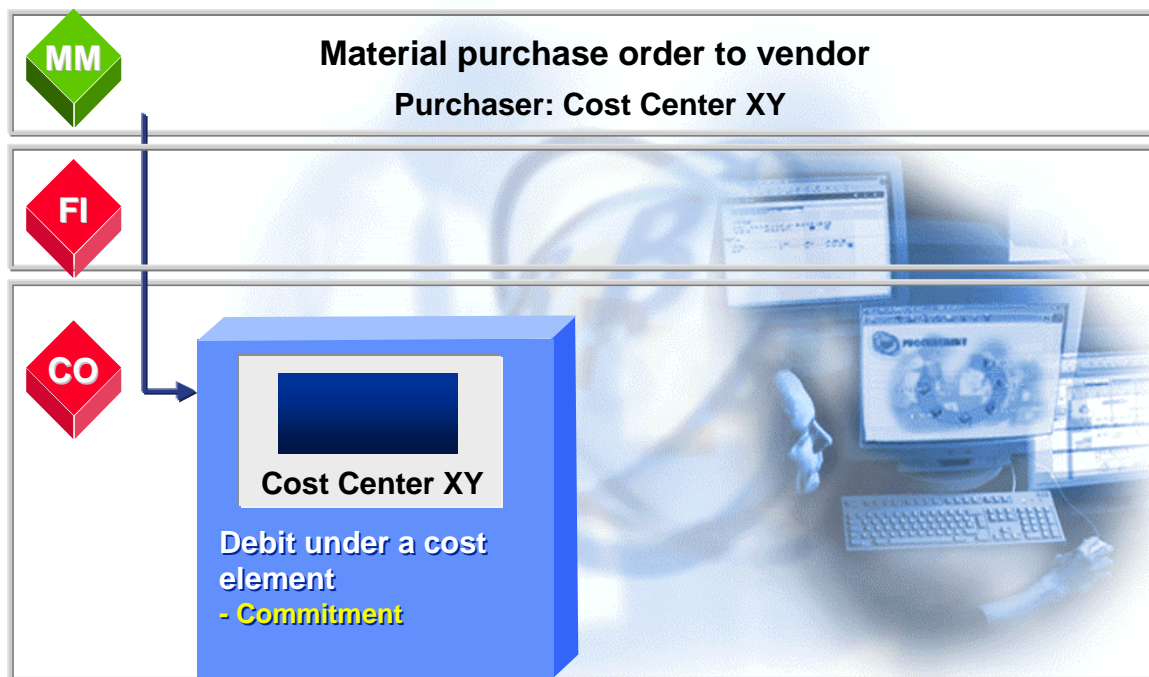 MM
Material purchase order to vendor
Purchaser: Cost Center XY
FI
CO
PROCUREMENT
Cost Center XY
Debit under a cost
element
- Commitment